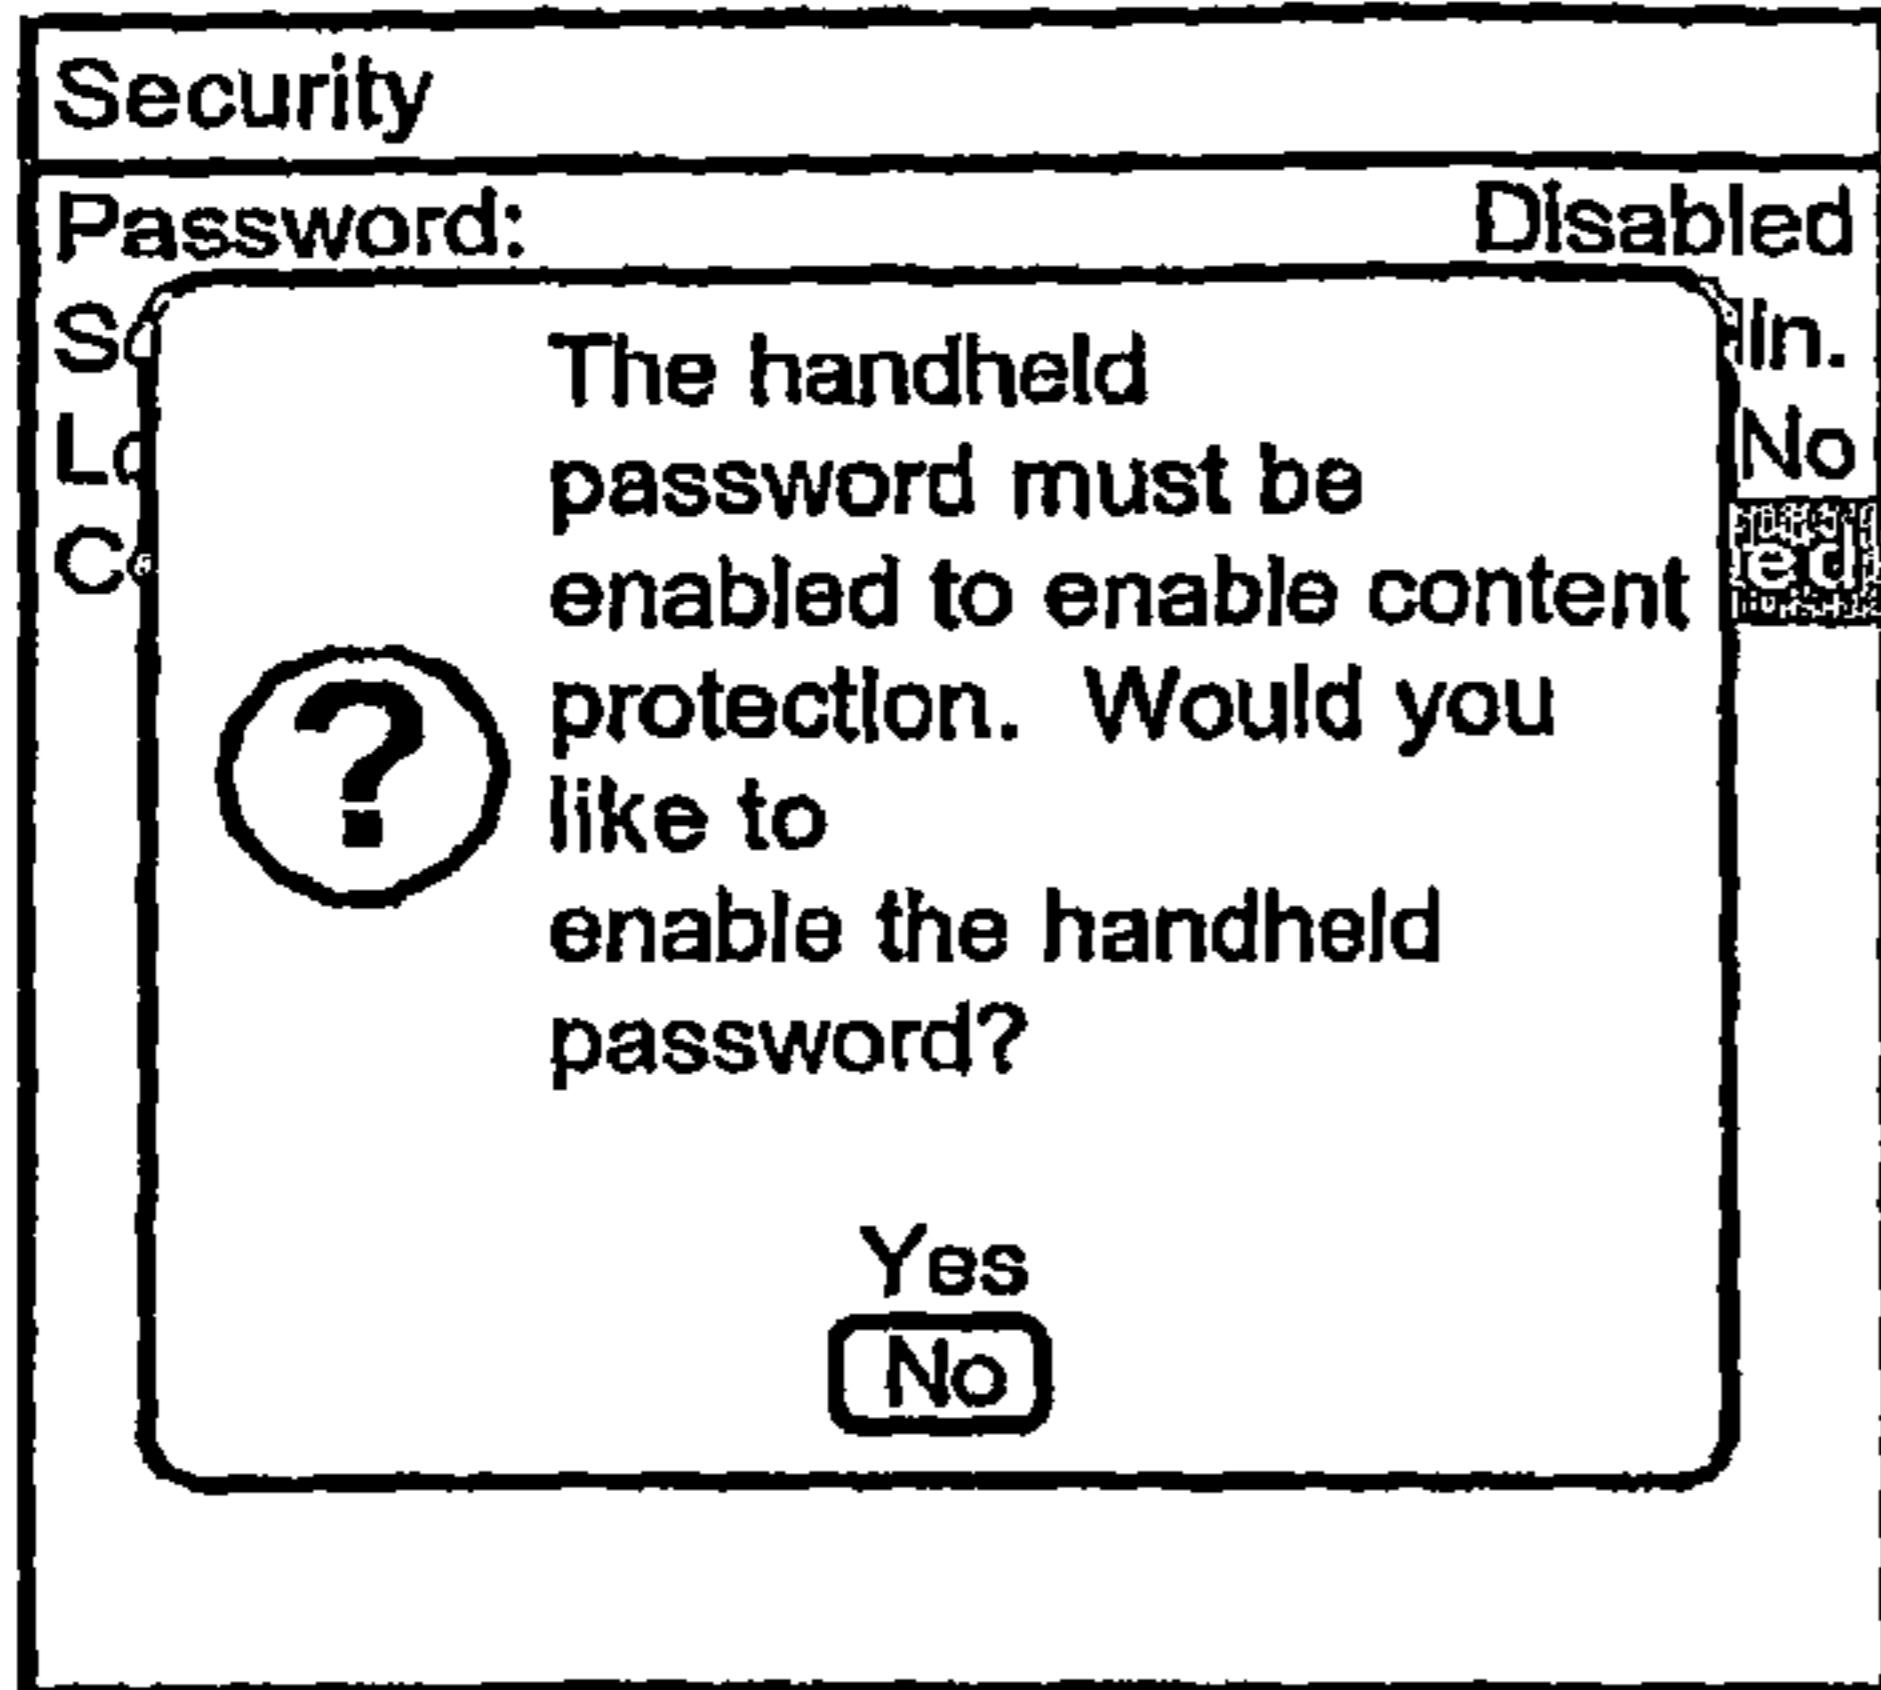 Security
Password: Disabled
No
The handheld
password must be
enabled to enable content
protection. Would you
like to
enable the handheld
password?
Yes
No